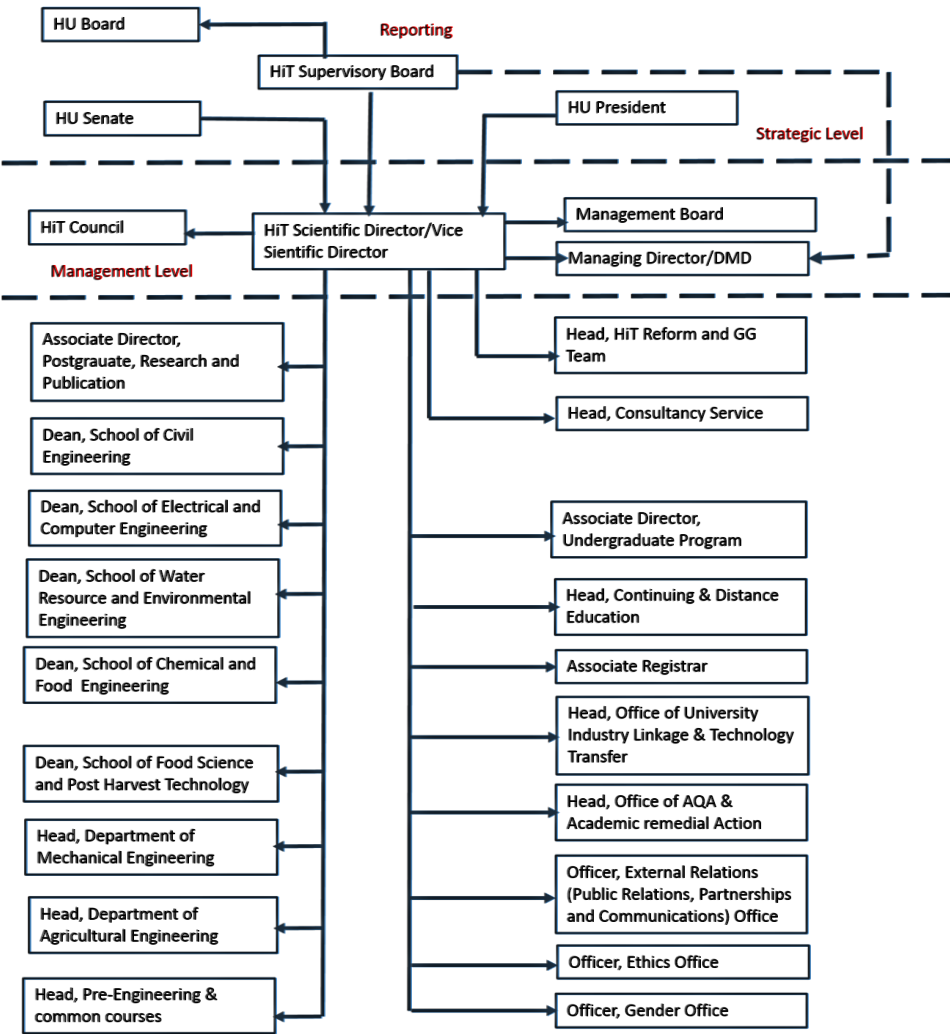 HU Board
Reporting
HiT Supervisory Board
HU Senate
HU President
Strategic Level
HiT Council
HiT Scientific Director/Vice
Sientific Director
Management Board
Managing Director/DMD
Management Level
Associate Director,
Postgrauate, Research and
Publication
Dean, School of Civil
Engineering
Dean, School of Electrical and
Computer Engineering
Dean, School of Water
Resource and Environmental
Engineering
Dean, School of Chemical and
Food Engineering
Dean, School of Food Science
and Post Harvest Technology
Head, Department of
Mechanical Engineering
Head, Department of
Agricultural Engineering
Head, Pre-Engineering &
common courses
Head, HiT Reform and GG
Team
Head, Consultancy Service
Associate Director,
Undergraduate Program
Head, Continuing & Distance
Education
Associate Registrar
Head, Office of University
Industry Linkage & Technology
Transfer
Head, Office of AQA &
Academic remedial Action
Officer, External Relations
(Public Relations, Partnerships
and Communications) Office
Officer, Ethics Office
Officer, Gender Office